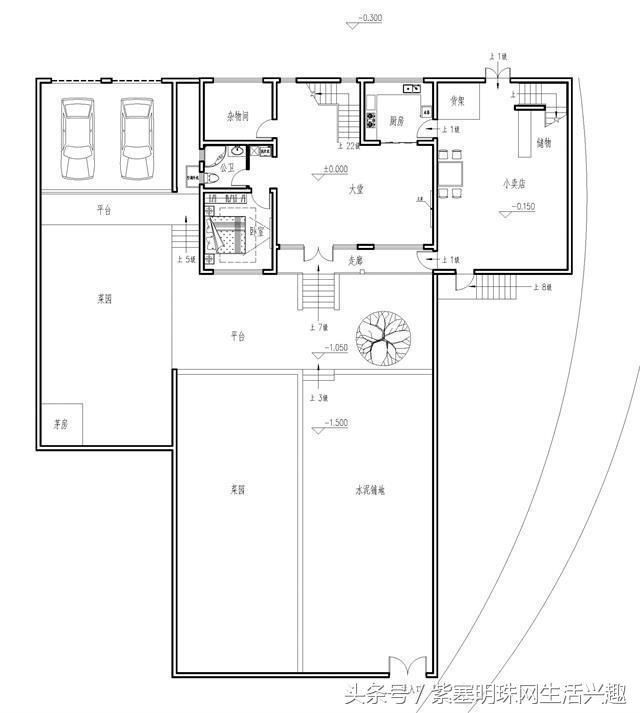 -0.300
上 1级
货架
杂物间
厨房
上
上 1级
储物
上 22级
公卫
±0.000
大堂
小卖店
-0.150
平台
卧室
上 5级
走廊
上 1级
上 8级
菜园
上 7级
平台
-1.050
上 3级
茅房
-1.500
菜园
水泥铺地
头条号 / 紫塞明珠网生活兴趣